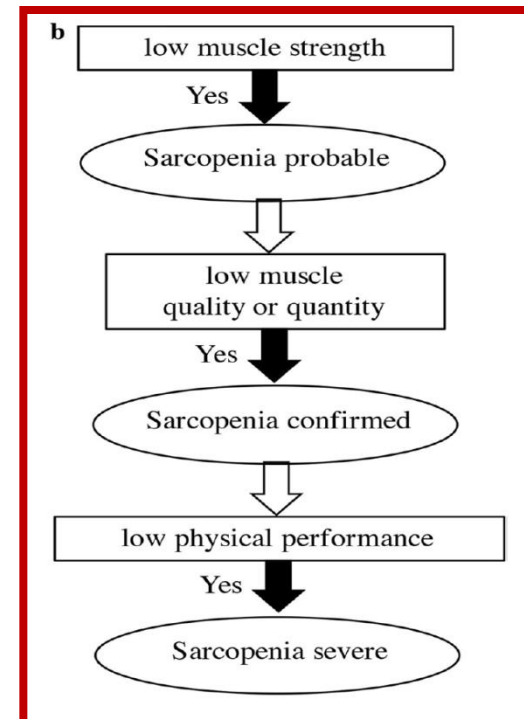 b
low muscle strength
Yes
Sarcopenia probable
low muscle
quality or quantity
Yes
Sarcopenia confirmed
low physical performance
Yes
Sarcopenia severe